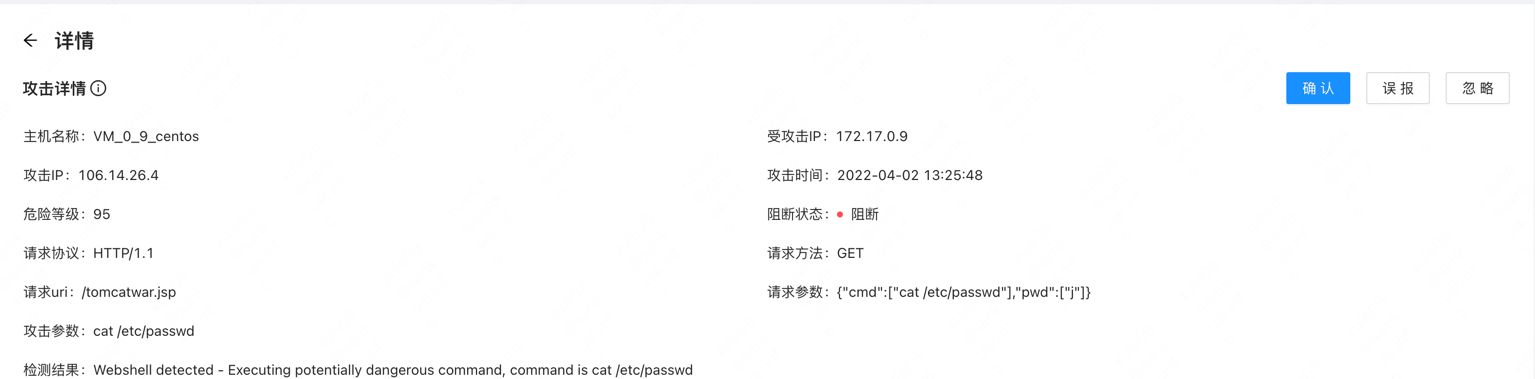 详情
攻击详情
确 认 误 报 忽 略
主机名称：VM_0_9_centos 受攻击IP：172.17.0.9
攻击IP：106.14.26.4 攻击时间：2022-04-02 13:25:48
危险等级：95 阻断状态：阻断
请求协议：HTTP/1.1 请求方法：GET
请求uri：/tomcatwar.jsp 请求参数：{"cmd":["cat /etc/passwd"],"pwd":["j"]}
攻击参数：cat /etc/passwd
检测结果：Webshell detected - Executing potentially dangerous command, command is cat /etc/passwd